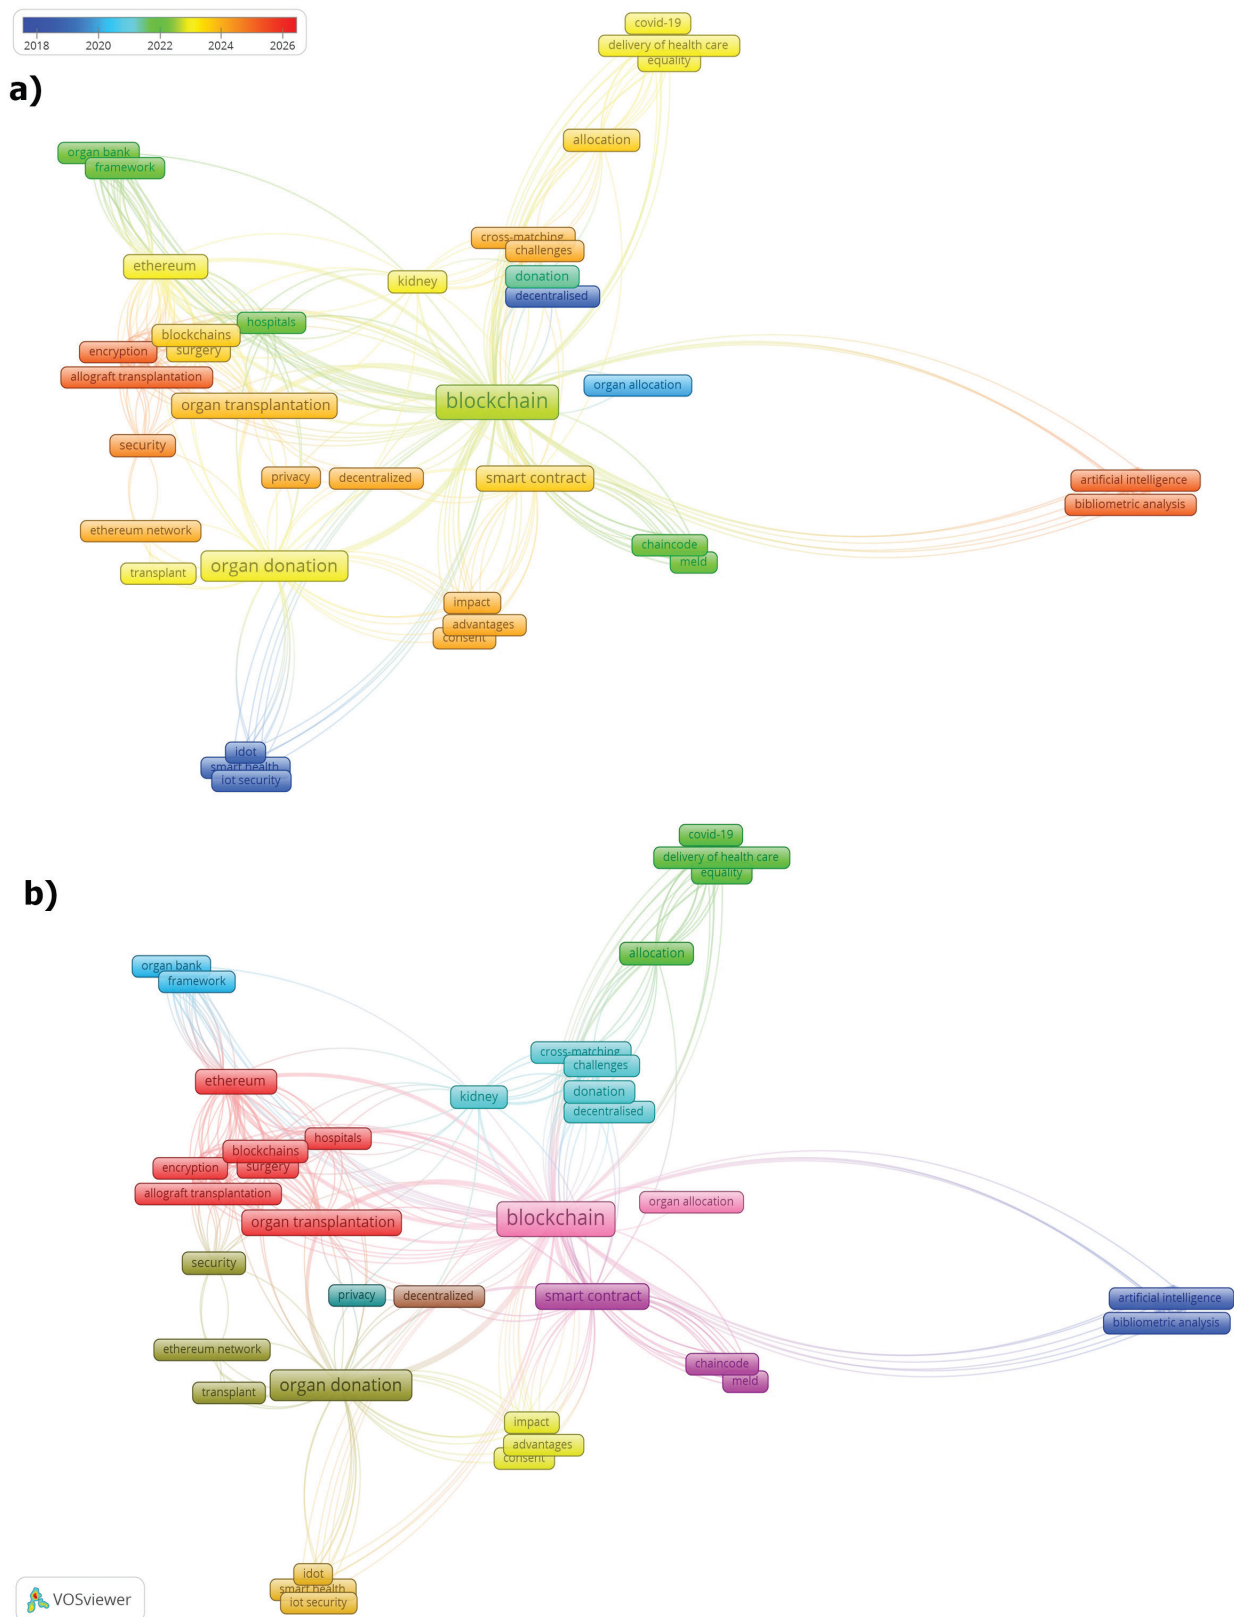 2018 2020 2022 2024 2026
a)
covid-19
delivery of health care
equality
allocation
organ bank
framework
cross-matching
challenges
ethereum
kidney
donation
decentralised
hospitals
blockchains
surgery
encryption
allograft transplantation
organ allocation
organ transplantation
blockchain
security
privacy
decentralized
smart contract
artificial intelligence
bibliometric analysis
ethereum network
chaincode
meld
organ donation
transplant
impact
advantages
consent
idot
smart health
iot security
b)
covid-19
delivery of health care
equality
allocation
organ bank
framework
cross-matching
challenges
ethereum
kidney
donation
decentralised
hospitals
blockchains
surgery
encryption
allograft transplantation
organ allocation
organ transplantation
blockchain
security
privacy
decentralized
smart contract
artificial intelligence
bibliometric analysis
ethereum network
chaincode
meld
organ donation
transplant
impact
advantages
consent
idot
smart health
iot security
VOSviewer